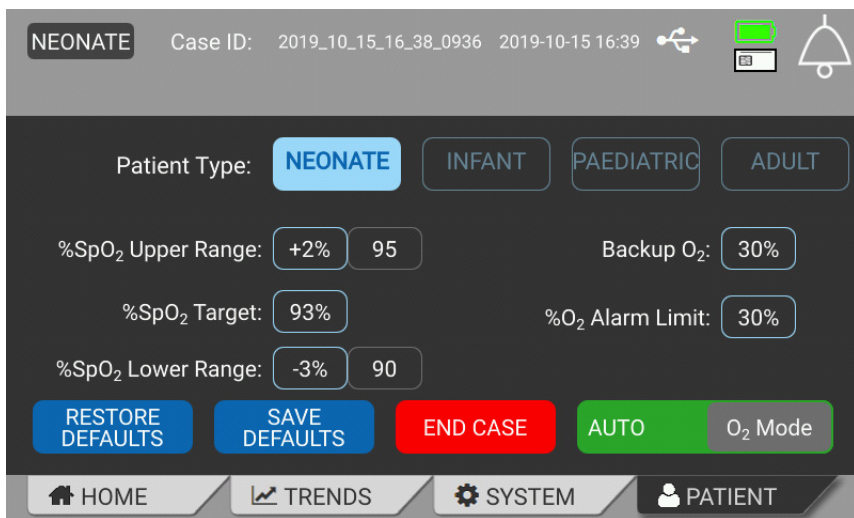 NEONATE Case ID: 2019_10_15_16_38_0936 2019-10-15 16:39
Patient Type: NEONATE INFANT PAEDIATRIC ADULT
%SpO₂ Upper Range: +2% 95 Backup O₂: 30%
%SpO₂ Target: 93% %O₂ Alarm Limit: 30%
%SpO₂ Lower Range: -3% 90
RESTORE DEFAULTS SAVE DEFAULTS END CASE AUTO O₂ Mode
HOME TRENDS SYSTEM PATIENT